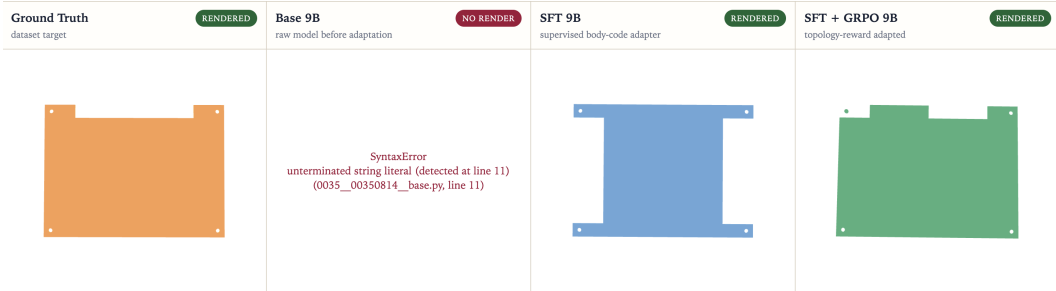 Ground Truth
RENDERED
dataset target
Base 9B
NO RENDER
raw model before adaptation
SFT 9B
RENDERED
supervised body-code adapter
SFT + GRPO 9B
RENDERED
topology-reward adapted
SyntaxError
unterminated string literal (detected at line 11)
(0035__00350814__base.py, line 11)